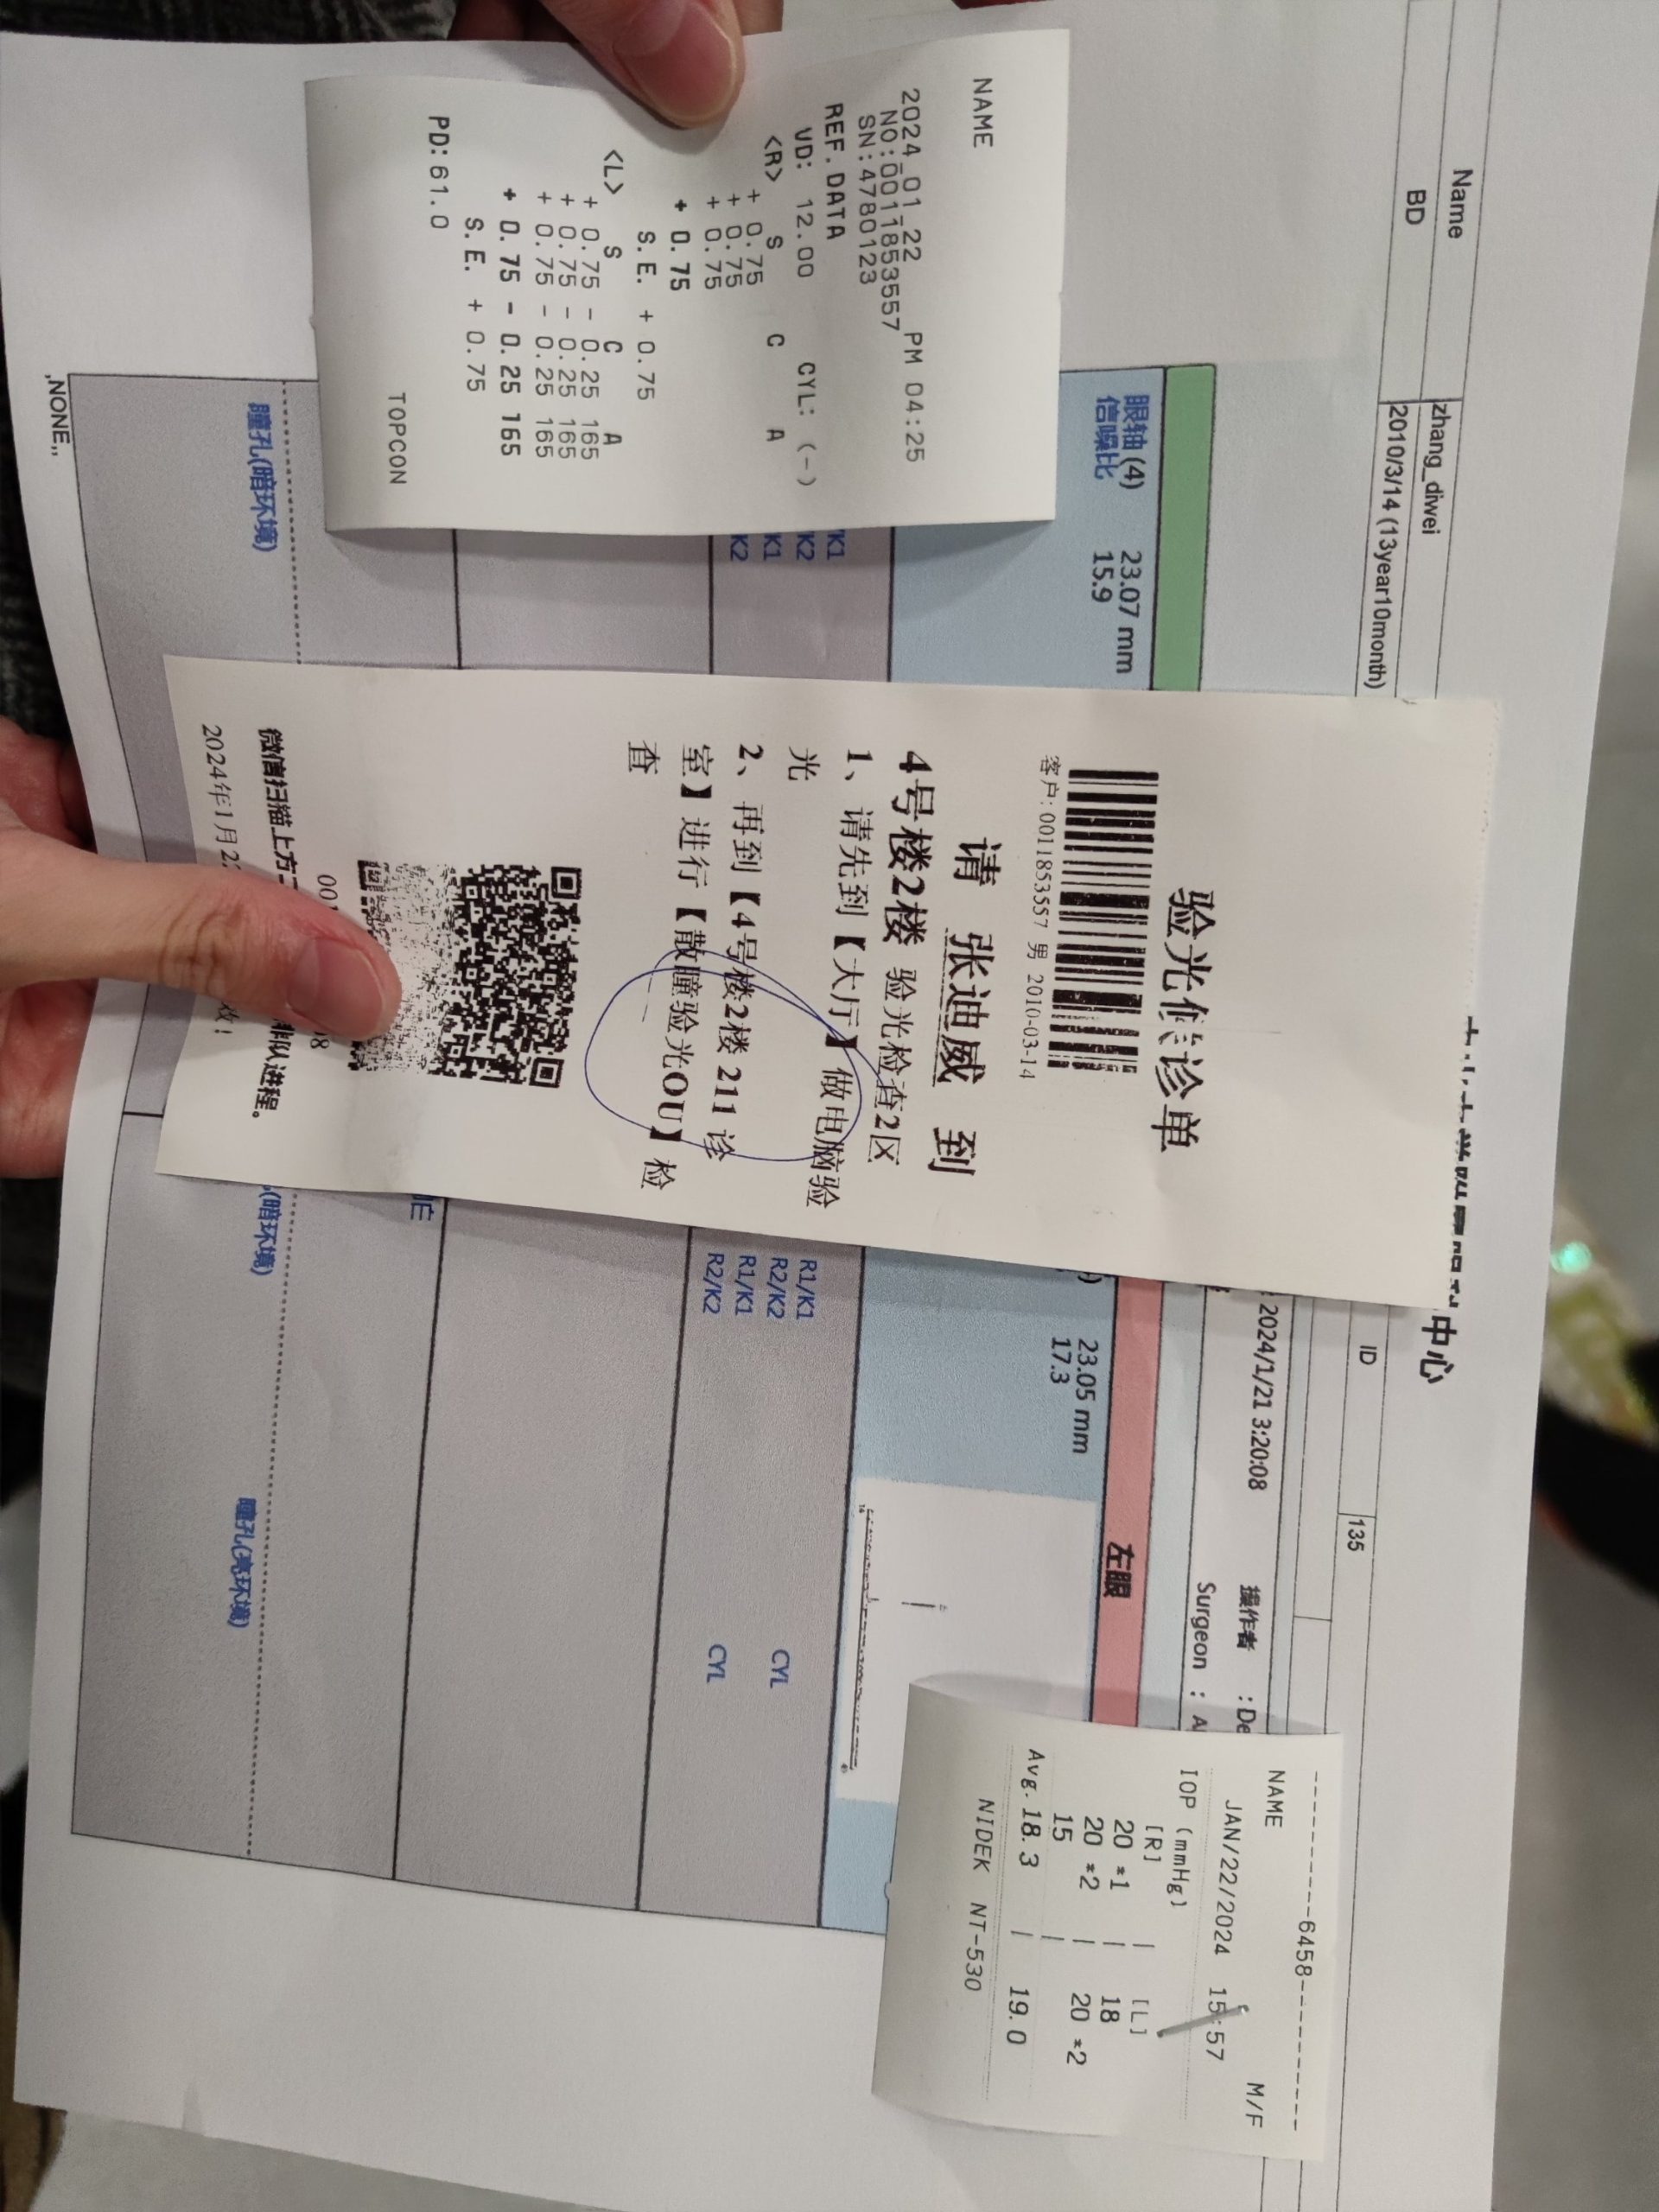 中心
Name
zhang_diwei
ID
135
BD
2010/3/14 (13year10month)
2024/1/21 3:20:08
操作者
:De
Surgeon :
左眼
眼轴 (4)
23.07 mm
信噪比
15.9
23.05 mm
17.3
K1
K2
K1
K2
R1/K1
R2/K2
CYL
R1/K1
R2/K2
CYL
瞳孔(暗环境)
(暗环境)
瞳孔(亮环境)
,NONE,,
NAME
2024_01_22 PM 04:25
NO:0011853557
SN:4780123
REF.DATA
VD: 12.00 CYL: (-)
<R> S C A
+ 0.75
+ 0.75
+ 0.75
+ 0.75
S.E. + 0.75
<L> S C A
+ 0.75 - 0.25 165
+ 0.75 - 0.25 165
+ 0.75 - 0.25 165
+ 0.75 - 0.25 165
S.E. + 0.75
PD:61.0
TOPCON
验光候诊单
客户: 0011853557 男 2010-03-14
请 张迪威 到
4号楼2楼 验光检查2区
1、请先到【大厅】做电脑验
光
2、再到【4号楼2楼 211 诊
室】进行【散瞳验光OU】检
查
微信扫描上方二
排队进程。
2024年1月2
效!
--------6458--------
NAME M/F
JAN/22/2024 15:57
IOP (mmHg)
[R] | [L]
20 *1 | 18
20 *2 | 20 *2
15 |
Avg. 18.3 | 19.0
NIDEK NT-530